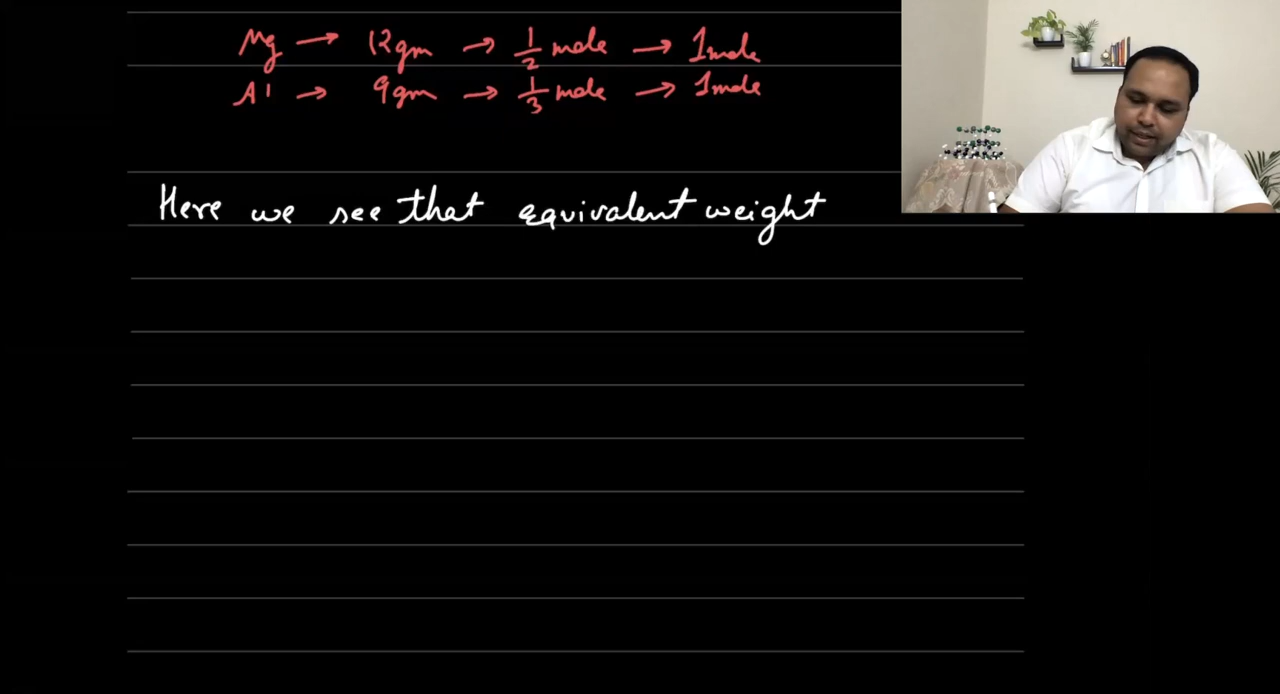 Mg → 12gm → 1/2 mole → 1mole
Al → 9gm → 1/3 mole → 1mole
Here we see that equivalent weight